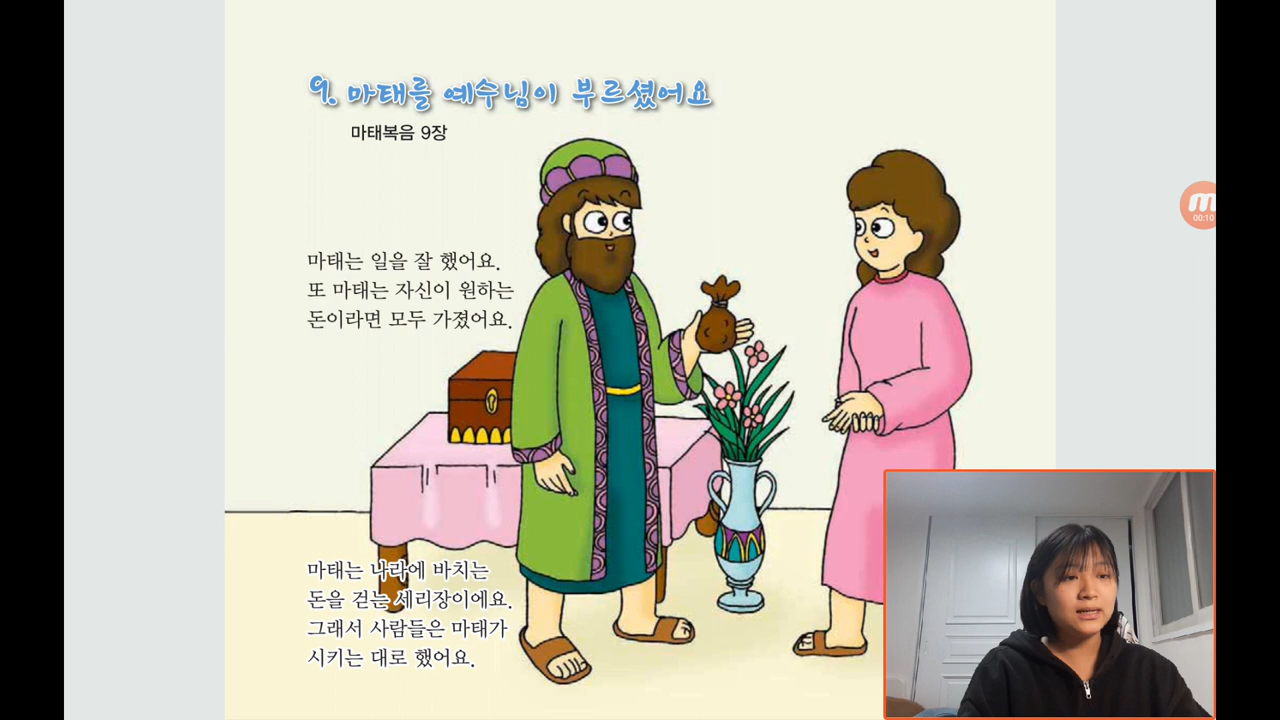 9. 마태를 예수님이 부르셨어요
마태복음 9장
마태는 일을 잘 했어요.
또 마태는 자신이 원하는
돈이라면 모두 가졌어요.
마태는 나라에 바치는
돈을 걷는 세리장이에요.
그래서 사람들은 마태가
시키는 대로 했어요.
m
00:10